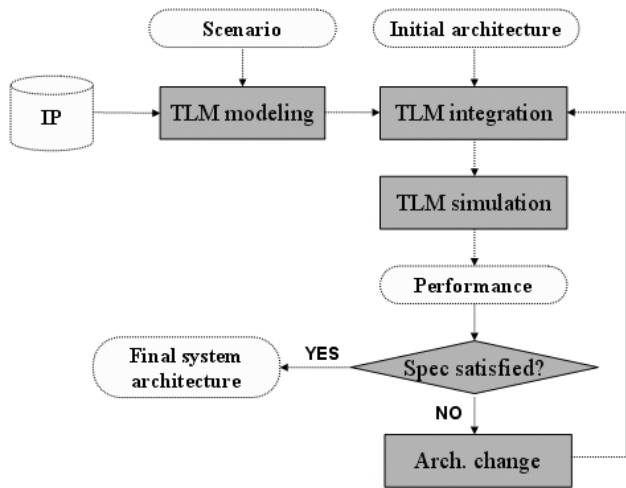 Scenario
Initial architecture
IP
TLM modeling
TLM integration
TLM simulation
Performance
Final system
architecture
YES
Spec satisfied?
NO
Arch. change